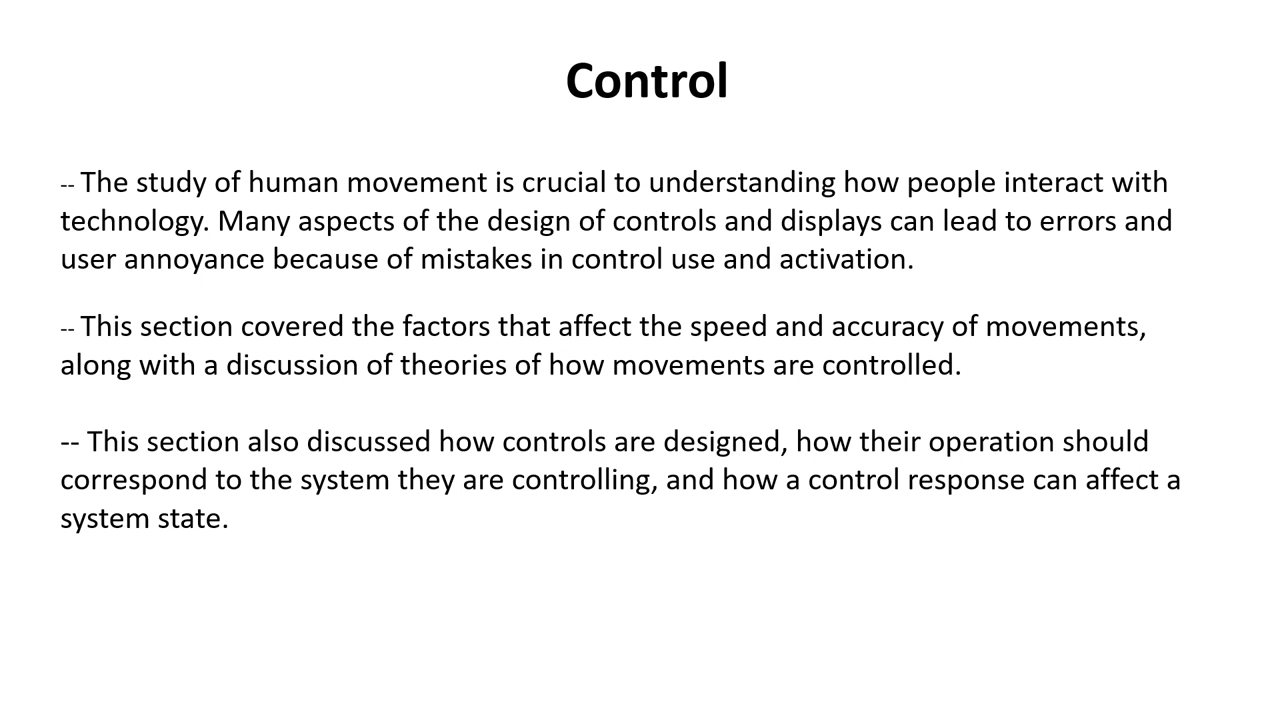 Control
-- The study of human movement is crucial to understanding how people interact with
technology. Many aspects of the design of controls and displays can lead to errors and
user annoyance because of mistakes in control use and activation.
-- This section covered the factors that affect the speed and accuracy of movements,
along with a discussion of theories of how movements are controlled.
-- This section also discussed how controls are designed, how their operation should
correspond to the system they are controlling, and how a control response can affect a
system state.